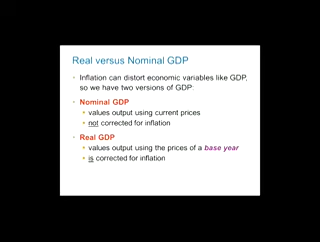 Real versus Nominal GDP
• Inflation can distort economic variables like GDP,
so we have two versions of GDP:
• Nominal GDP
• values output using current prices
• not corrected for inflation
• Real GDP
• values output using the prices of a base year
• is corrected for inflation